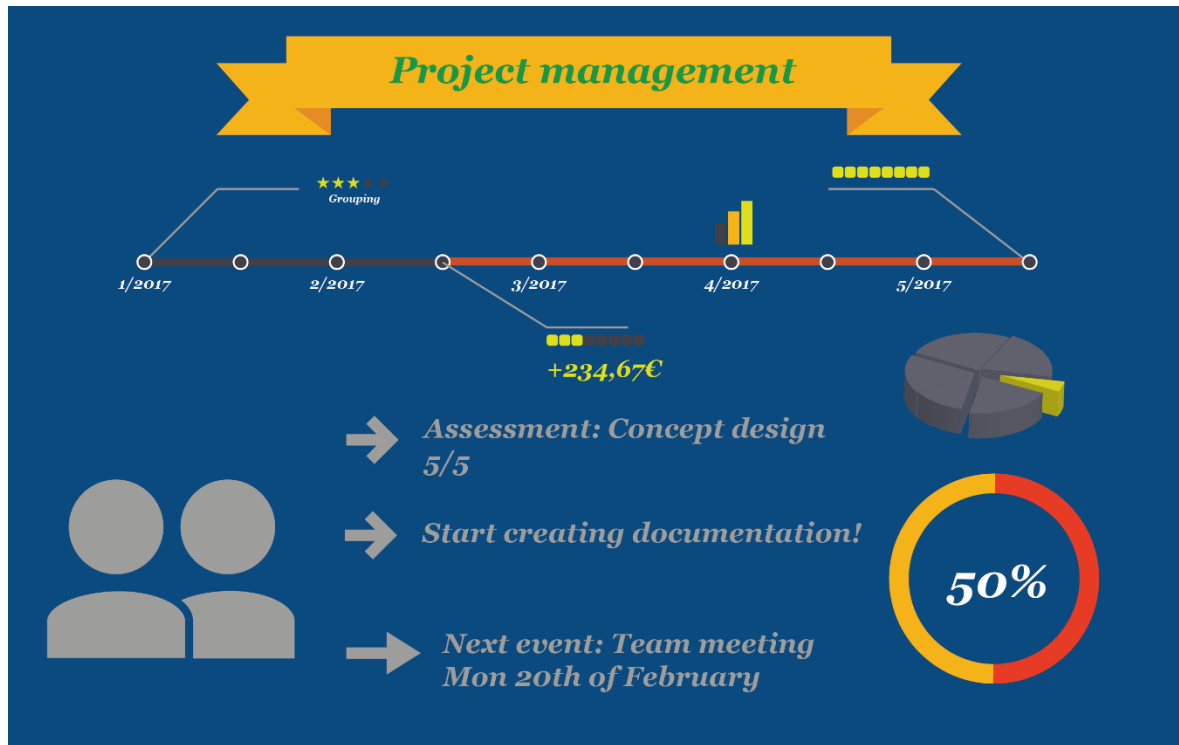 Project management
Grouping
1/2017
2/2017
3/2017
4/2017
5/2017
+234,67€
Assessment: Concept design
5/5
Start creating documentation!
50%
Next event: Team meeting
Mon 20th of February